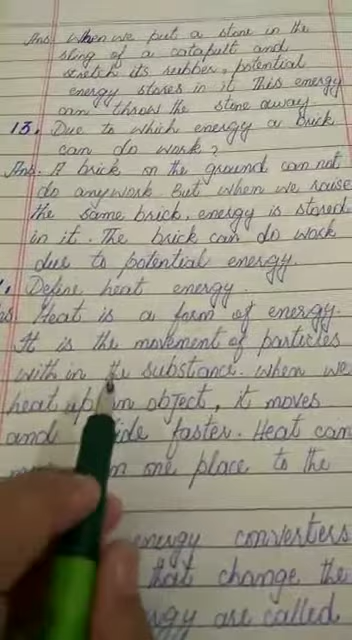 Ans. When we put a stone in the
sling of a catapult and
stretch its rubber, potential
energy stores in it This energy
can throw the stone away
13. Due to which energy a brick
can do work?
Ans. A brick on the ground can not
do any work. But when we raise
the same brick, energy is stored
in it. The brick can do work
due to potential energy.
Define heat energy.
Heat is a form of energy.
It is the movement of particles
with in the substance. When we
heat up an object, it moves
and faster. Heat can
one place to the
energy converters
that change the
are called